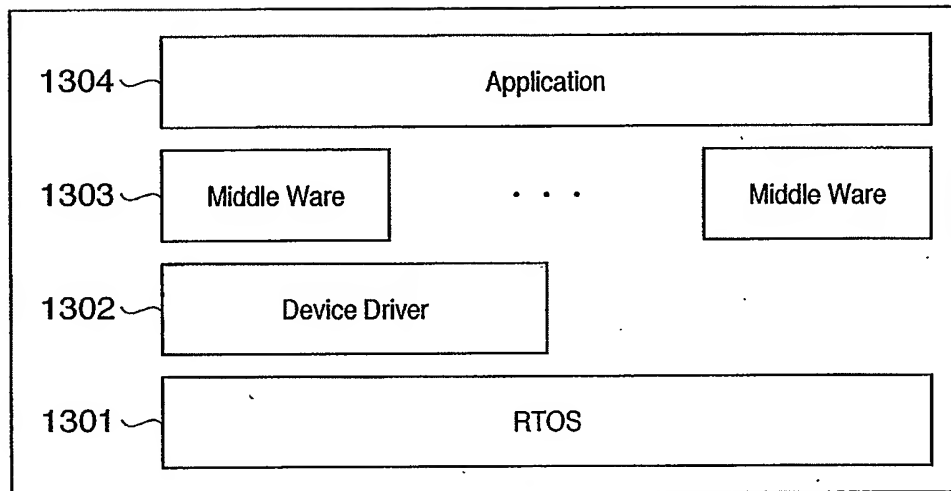 1304 Application
1303 Middle Ware . . . Middle Ware
1302 Device Driver
1301 RTOS